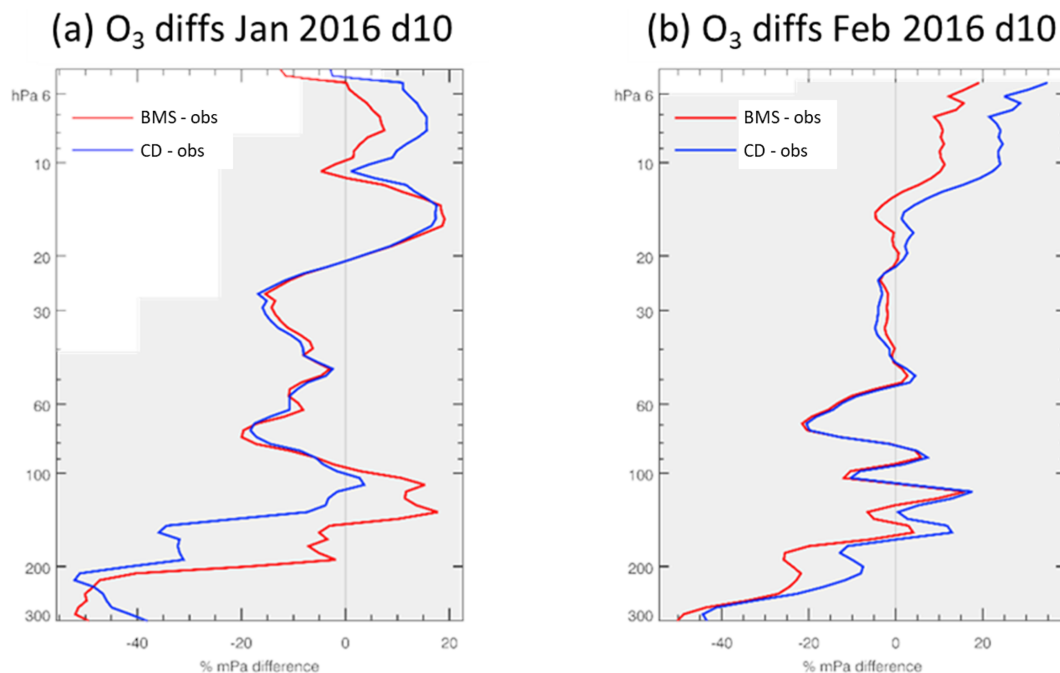 (a) O₃ diffs Jan 2016 d10
hPa 6
BMS - obs
CD - obs
10
20
30
60
100
200
300
-40 -20 0 20
% mPa difference
(b) O₃ diffs Feb 2016 d10
hPa 6
BMS - obs
CD - obs
10
20
30
60
100
200
300
-40 -20 0 20
% mPa difference